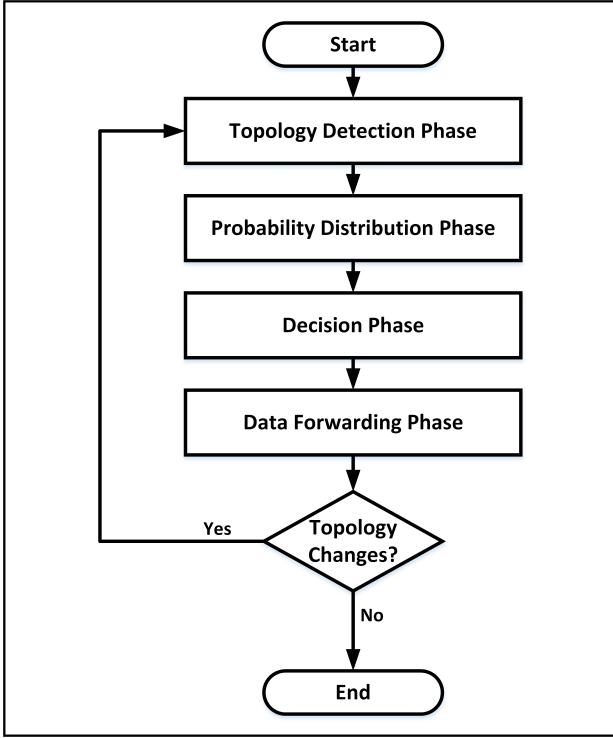 Start
Topology Detection Phase
Probability Distribution Phase
Decision Phase
Data Forwarding Phase
Topology
Changes?
Yes
No
End